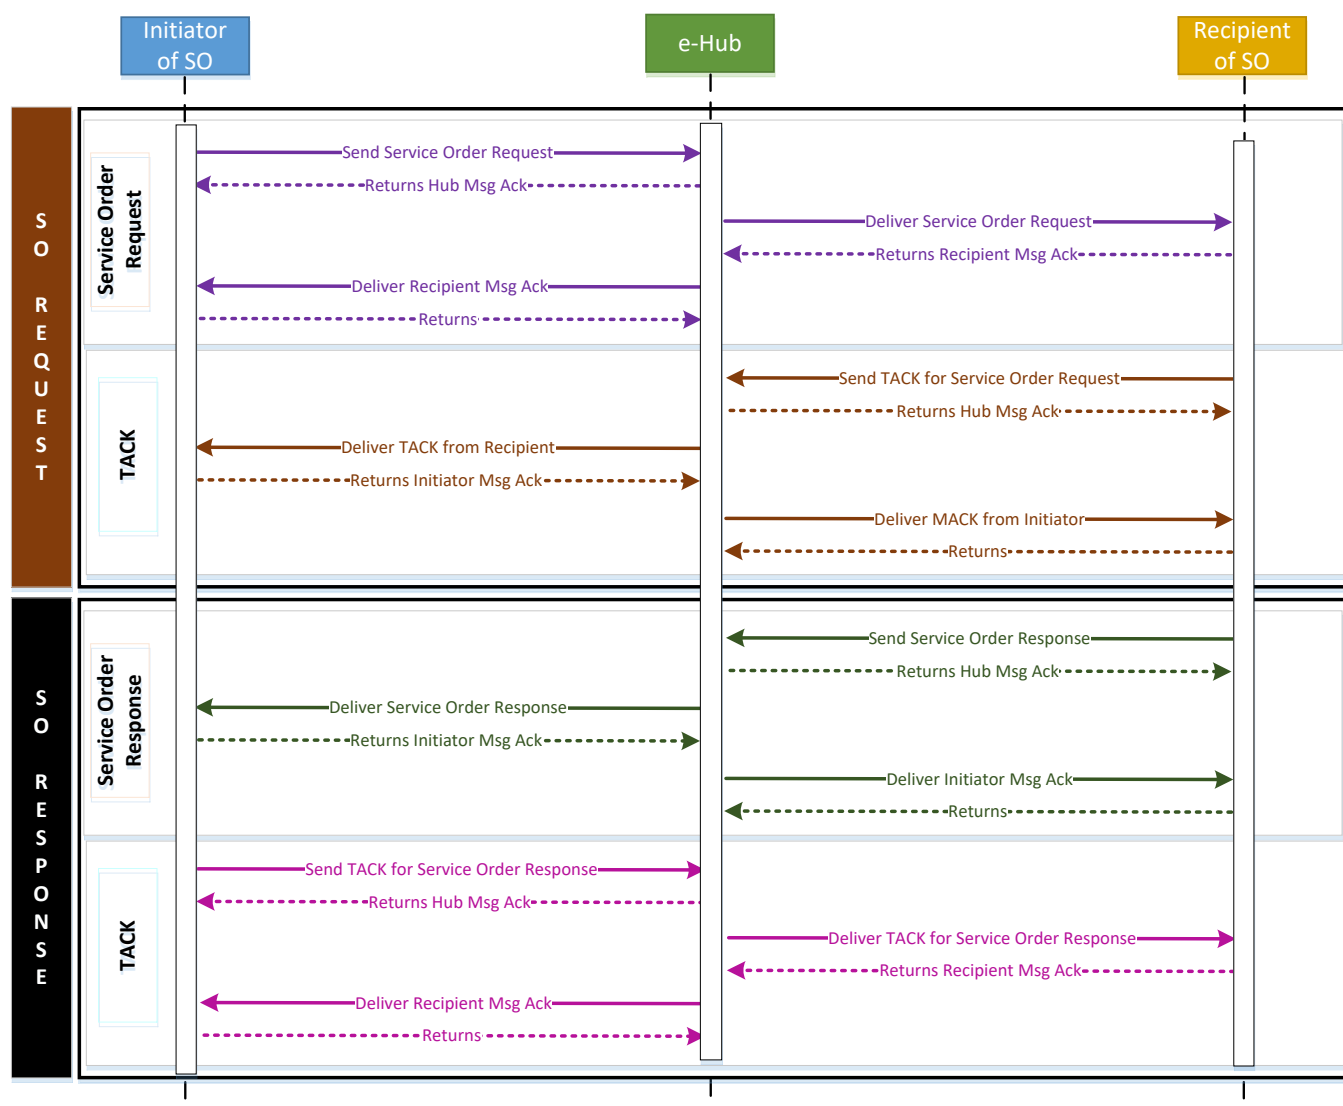 Initiator
of SO
e-Hub
Recipient
of SO
SO REQUEST
Service Order
Request
Send Service Order Request
Returns Hub Msg Ack
Deliver Service Order Request
Returns Recipient Msg Ack
Deliver Recipient Msg Ack
Returns
TACK
Send TACK for Service Order Request
Returns Hub Msg Ack
Deliver TACK from Recipient
Returns Initiator Msg Ack
Deliver MACK from Initiator
Returns
SO RESPONSE
Service Order
Response
Send Service Order Response
Returns Hub Msg Ack
Deliver Service Order Response
Returns Initiator Msg Ack
Deliver Initiator Msg Ack
Returns
TACK
Send TACK for Service Order Response
Returns Hub Msg Ack
Deliver TACK for Service Order Response
Returns Recipient Msg Ack
Deliver Recipient Msg Ack
Returns